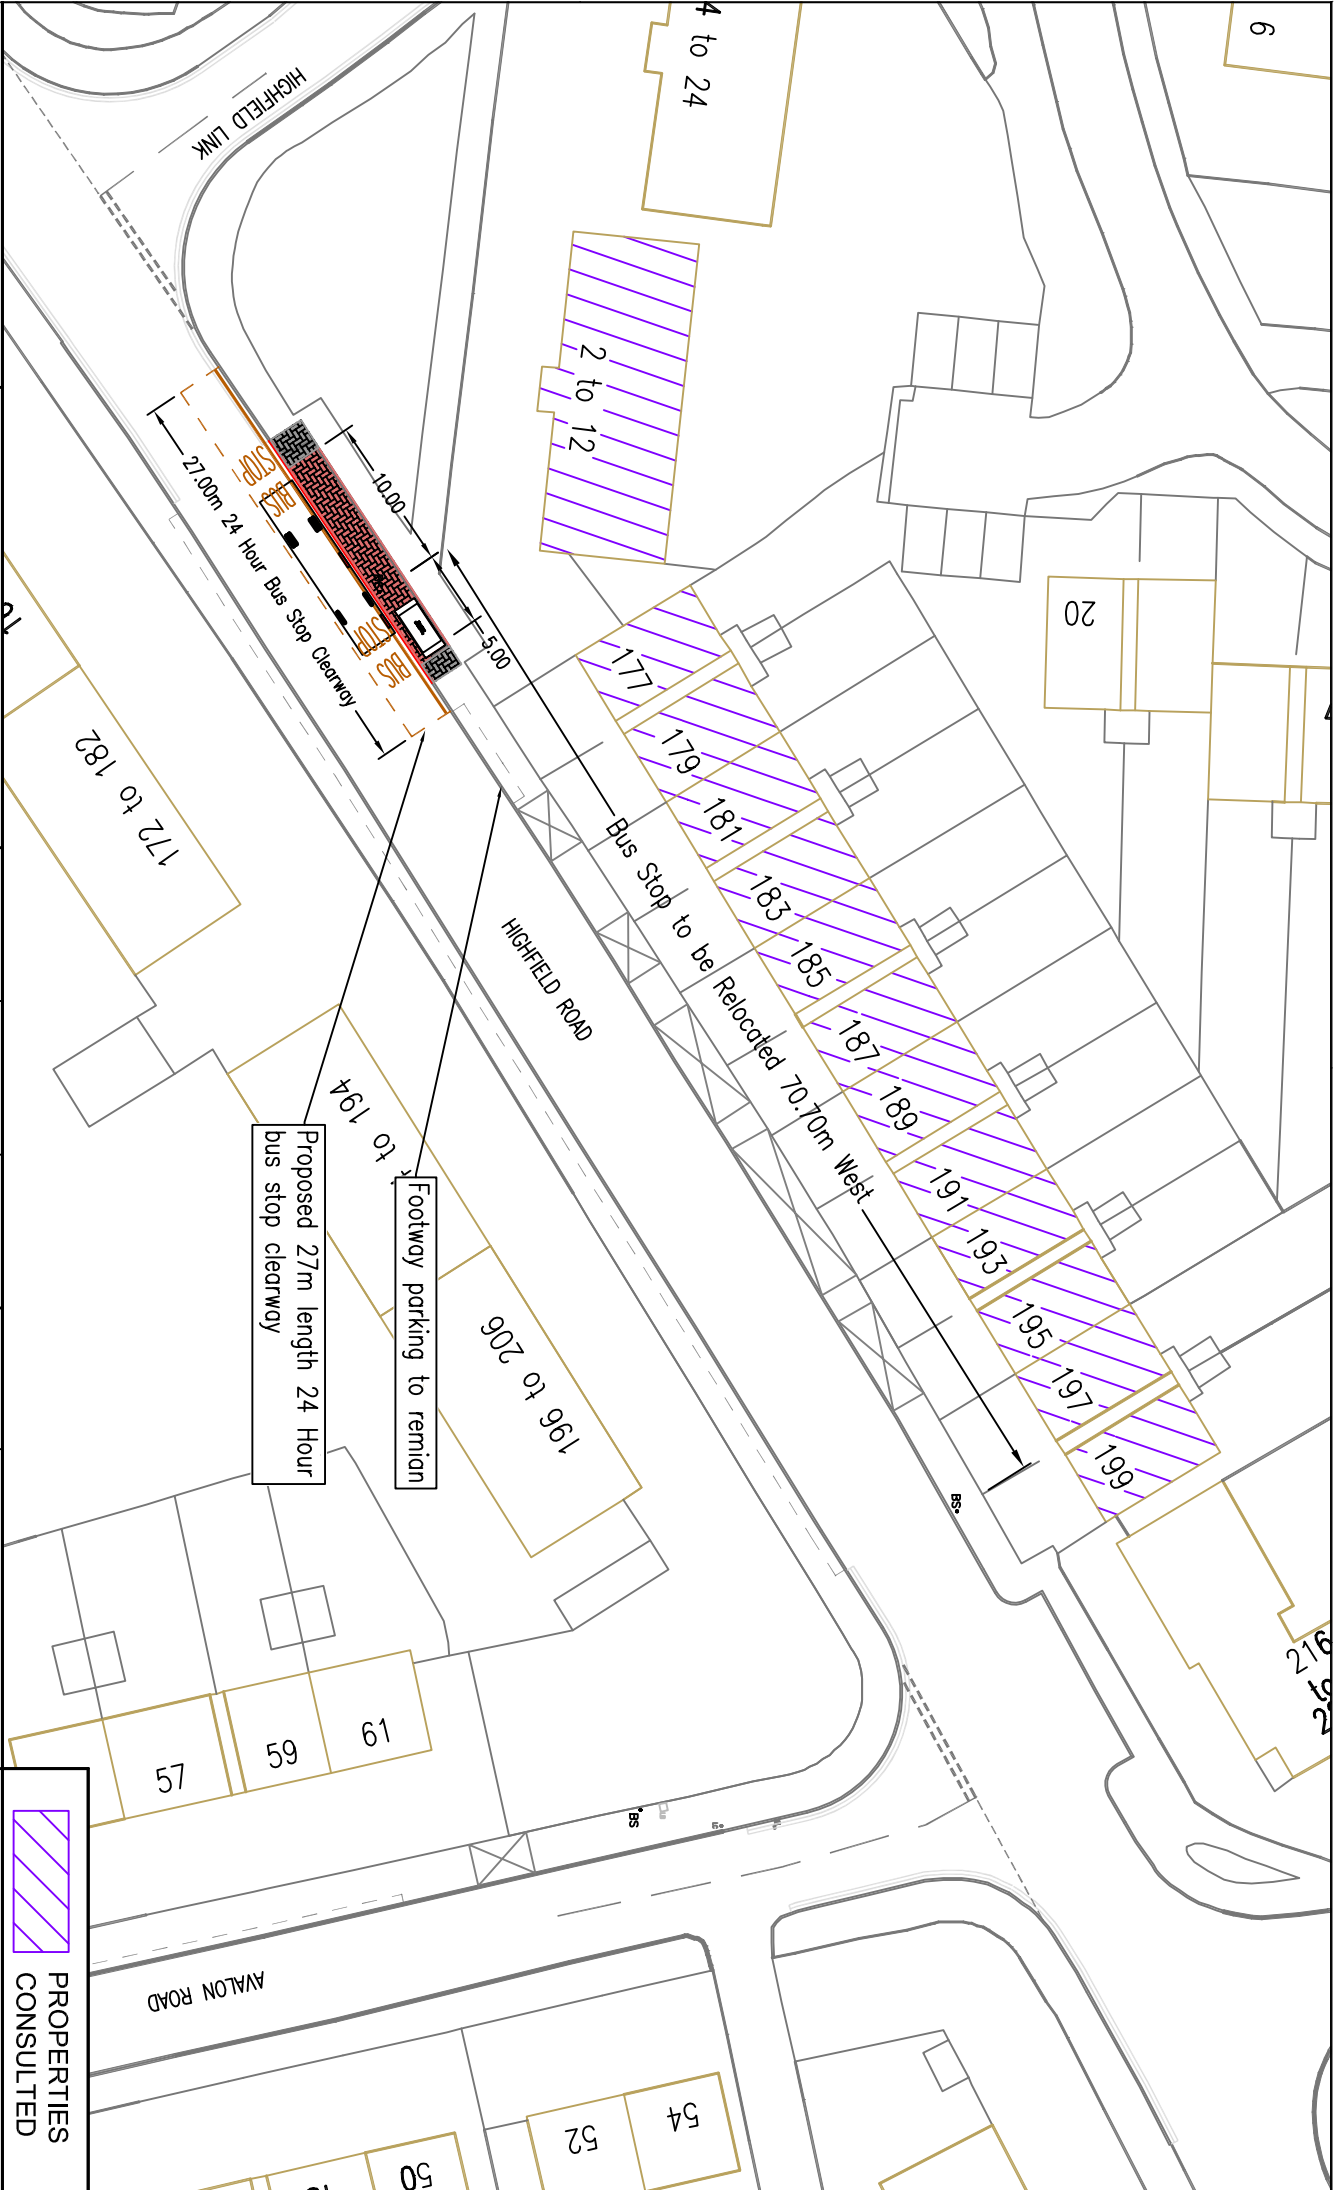 6
4 to 24
HIGHFIELD LINK
2 to 12
20
10.00
5.00
BUS
STOP
BUS
STOP
27.00m 24 Hour Bus Stop Clearway
177
179
181
183
185
187
189
191
193
195
197
199
Bus Stop to be Relocated 70.70m West
HIGHFIELD ROAD
172 to 182
to 194
196 to 206
Footway parking to remian
Proposed 27m length 24 Hour
bus stop clearway
BS
216
to
BS
61
59
57
AVALON ROAD
54
52
50
PROPERTIES
CONSULTED